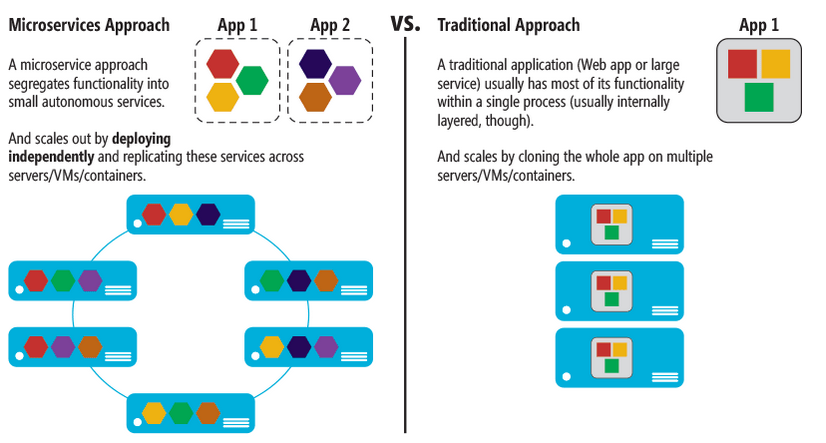 Microservices Approach
App 1
App 2
A microservice approach
segregates functionality into
small autonomous services.
And scales out by deploying
independently and replicating these services across
servers/VMs/containers.
VS.
Traditional Approach
App 1
A traditional application (Web app or large
service) usually has most of its functionality
within a single process (usually internally
layered, though).
And scales by cloning the whole app on multiple
servers/VMs/containers.